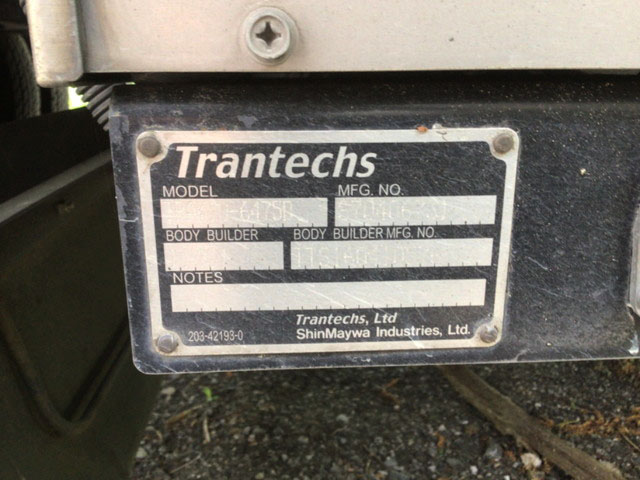 Trantechs
MODEL MFG. NO.
BODY BUILDER BODY BUILDER MFG. NO.
NOTES
Trantechs, Ltd
203-42193-0 ShinMaywa Industries, Ltd.